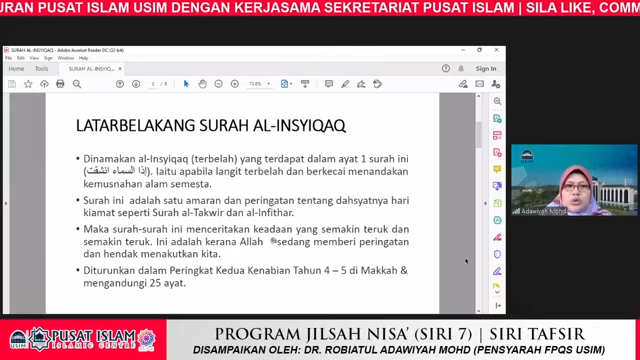 URAN PUSAT ISLAM USIM DENGAN KERJASAMA SEKRETARIAT PUSAT ISLAM | SILA LIKE, COMM
SURAH AL-INSYIQAQ - Adobe Acrobat Reader DC (32-bit)
File Edit View Sign Window Help
Home Tools SURAH AL-INSYIQAQ... × Sign In
72.8%
LATARBELAKANG SURAH AL-INSYIQAQ
• Dinamakan al-Insyiqaq (terbelah) yang terdapat dalam ayat 1 surah ini
(إذا السماء انشقت). Iaitu apabila langit terbelah dan berkecai menandakan
kemusnahan alam semesta.
• Surah ini adalah satu amaran dan peringatan tentang dahsyatnya hari
kiamat seperti Surah al-Takwir dan al-Infithar.
• Maka surah-surah ini menceritakan keadaan yang semakin teruk dan
semakin teruk. Ini adalah kerana Allah sedang memberi peringatan
dan hendak menakutkan kita.
• Diturunkan dalam Peringkat Kedua Kenabian Tahun 4 – 5 di Makkah &
mengandungi 25 ayat.
Adawiyah Mohd
USIM
PUSAT ISLAM
ISLAMIC CENTRE
PROGRAM JILSAH NISA' (SIRI 7) | SIRI TAFSIR
DISAMPAIKAN OLEH: DR. ROBIATUL ADAWIYAH MOHD (PENSYARAH FPQS USIM)